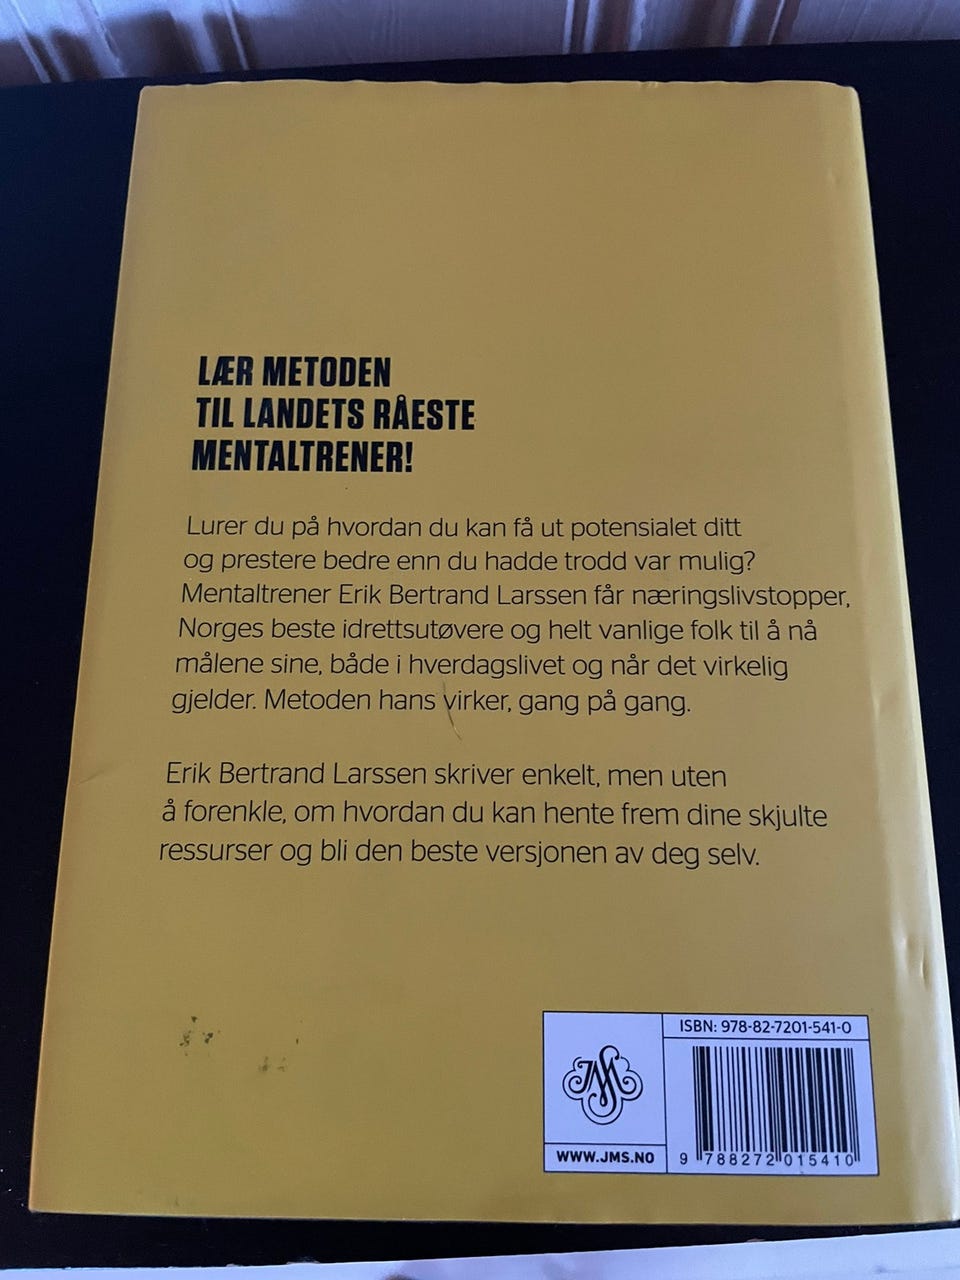 LÆR METODEN
TIL LANDETS RÅESTE
MENTALTRENER!
Lurer du på hvordan du kan få ut potensialet ditt
og prestere bedre enn du hadde trodd var mulig?
Mentaltrener Erik Bertrand Larssen får næringslivstopper,
Norges beste idrettsutøvere og helt vanlige folk til å nå
målene sine, både i hverdagslivet og når det virkelig
gjelder. Metoden hans virker, gang på gang.
Erik Bertrand Larssen skriver enkelt, men uten
å forenkle, om hvordan du kan hente frem dine skjulte
ressurser og bli den beste versjonen av deg selv.
ISBN: 978-82-7201-541-0
JMS
WWW.JMS.NO
9 788272 015410